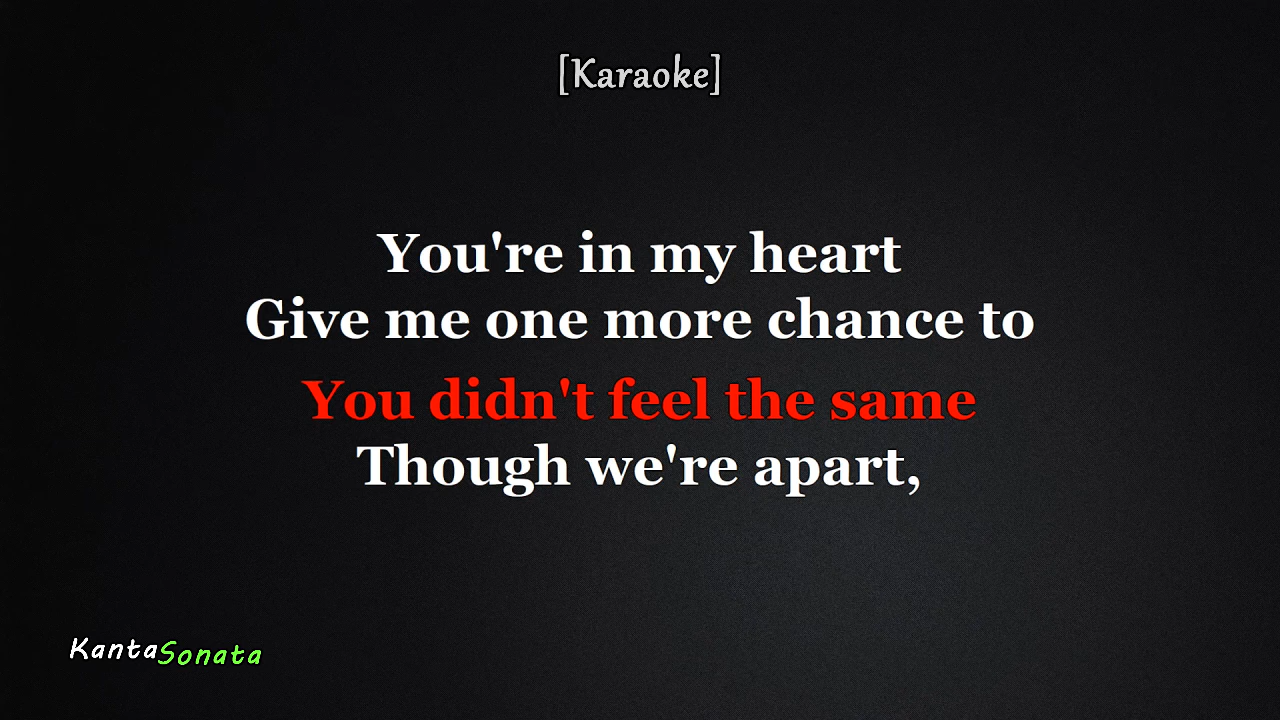 [Karaoke]
You're in my heart
Give me one more chance to
You didn't feel the same
Though we're apart,
KantaSonata